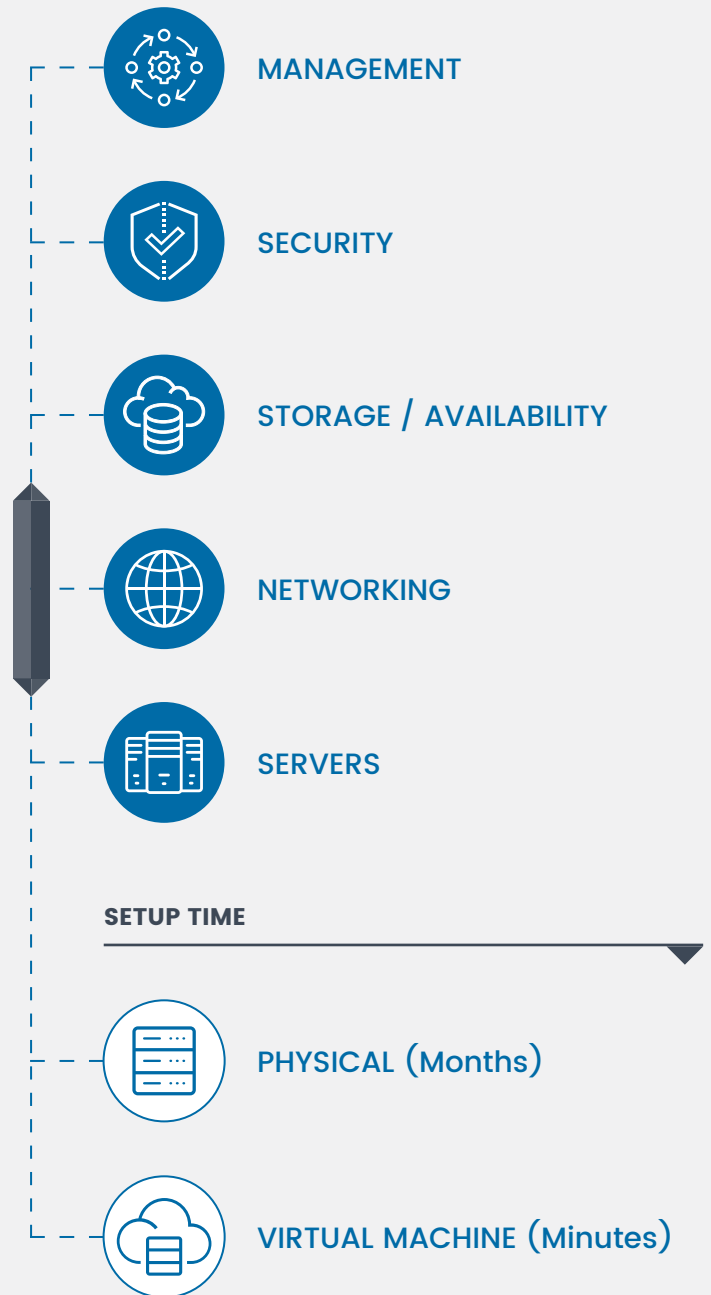 MANAGEMENT
SECURITY
STORAGE / AVAILABILITY
NETWORKING
SERVERS
SETUP TIME
PHYSICAL (Months)
VIRTUAL MACHINE (Minutes)